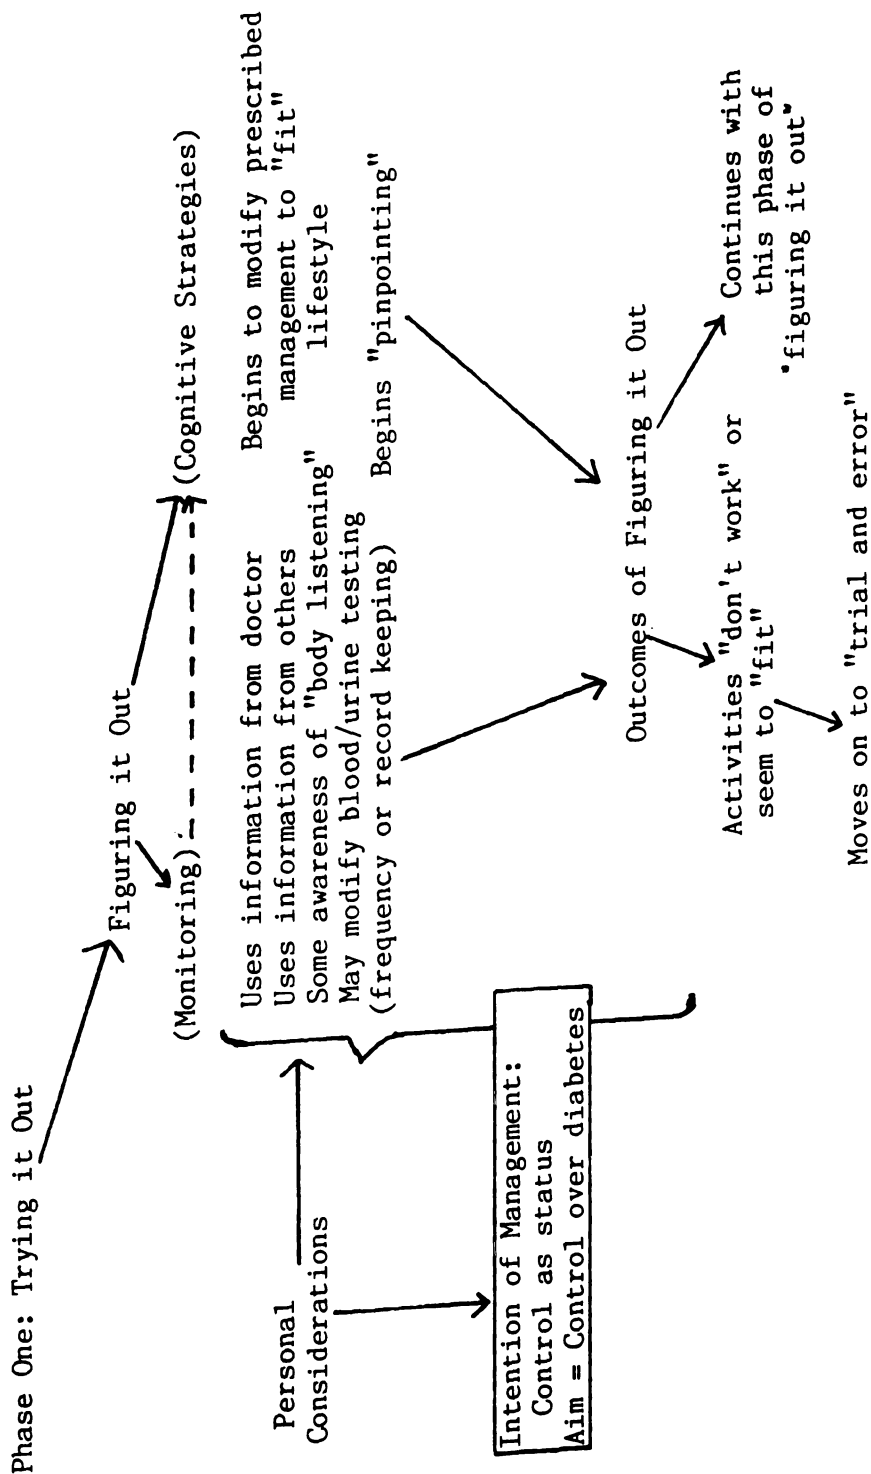 Phase One: Trying it Out
Figuring it Out
(Monitoring)
(Cognitive Strategies)
Uses information from doctor
Uses information from others
Some awareness of "body listening"
May modify blood/urine testing
(frequency or record keeping)
Begins to modify prescribed
management to "fit"
lifestyle
Begins "pinpointing"
Personal
Considerations
Intention of Management:
Control as status
Aim = Control over diabetes
Outcomes of Figuring it Out
Activities "don't work" or
seem to "fit"
Moves on to "trial and error"
Continues with
this phase of
"figuring it out"